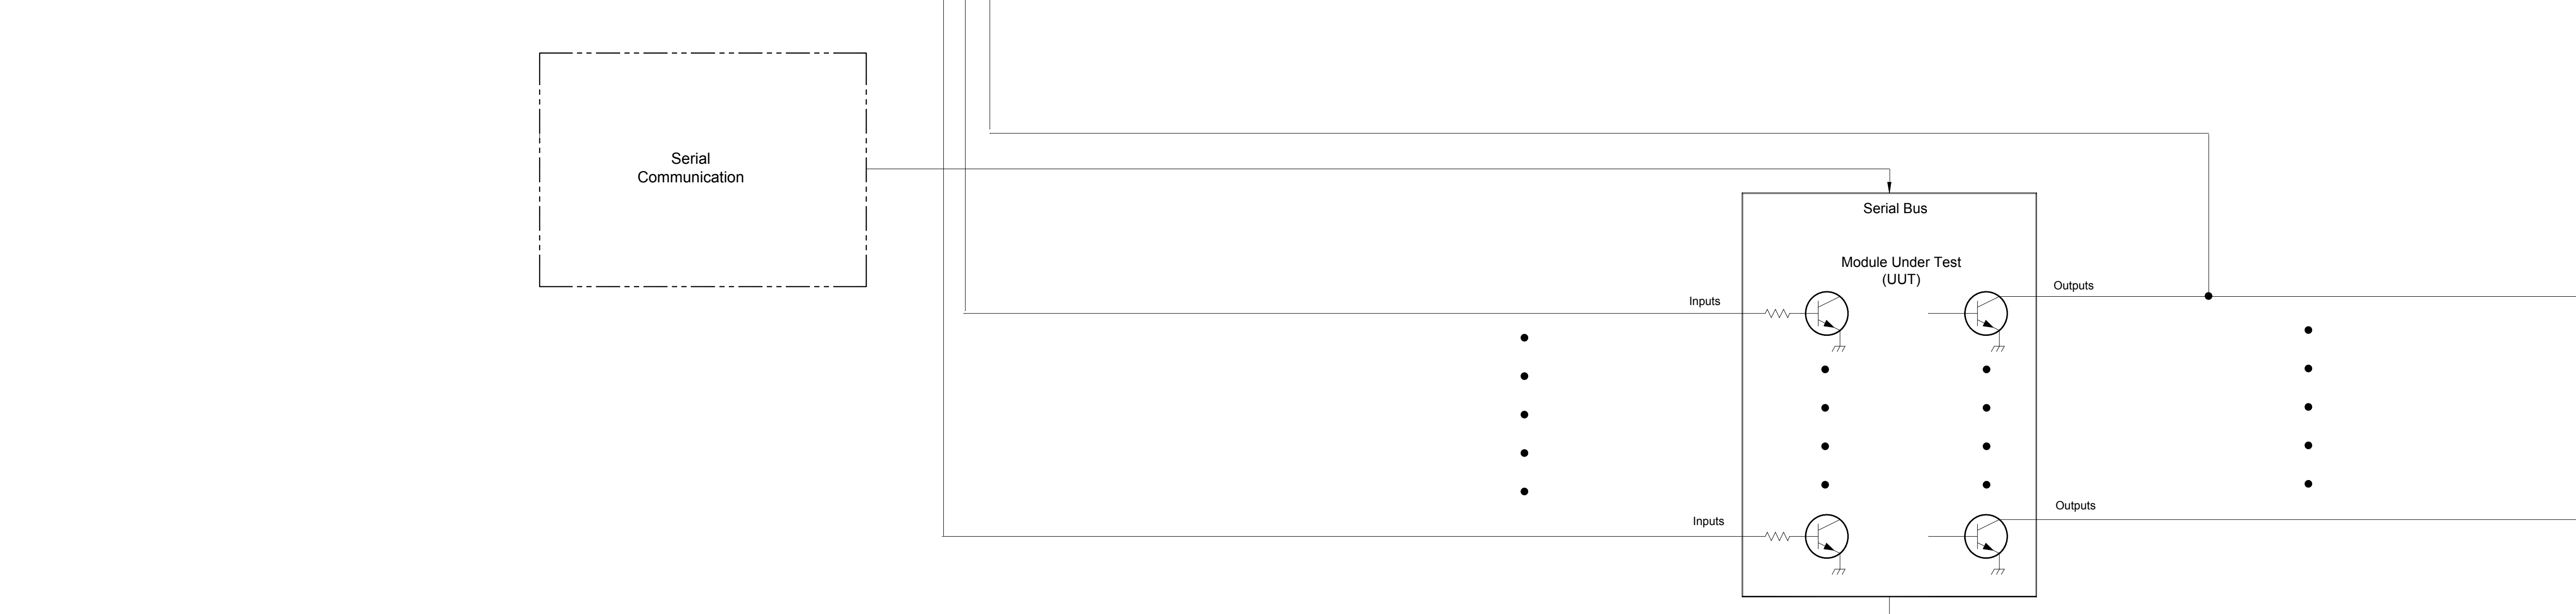 Serial
Communication
Serial Bus
Module Under Test
(UUT)
Inputs
Outputs
Inputs
Outputs